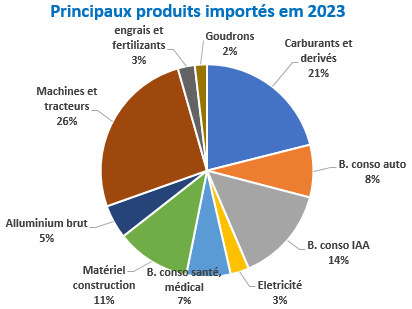 Principaux produits importés em 2023
engrais et
fertilizants
3%
Goudrons
2%
Carburants et
derivés
21%
Machines et
tracteurs
26%
B. conso auto
8%
Alluminium brut
5%
B. conso IAA
14%
Matériel
construction
11%
B. conso santé,
médical
7%
Eletricité
3%